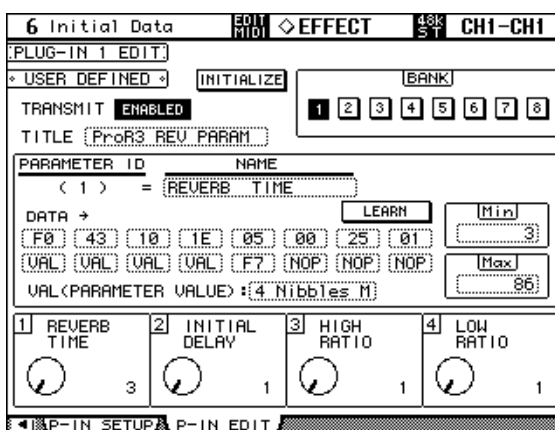 6 Initial Data EDIT MIDI ◇EFFECT 48k ST CH1-CH1
PLUG-IN 1 EDIT
USER DEFINED INITIALIZE BANK
TRANSMIT ENABLED 1 2 3 4 5 6 7 8
TITLE ProR3 REV PARAM
PARAMETER ID NAME
( 1 ) = REVERB TIME
DATA → LEARN Min
F0 43 10 1E 05 00 25 01 3
VAL VAL VAL VAL F7 NOP NOP NOP Max
VAL(PARAMETER VALUE): 4 Nibbles M 86
1 REVERB TIME 2 INITIAL DELAY 3 HIGH RATIO 4 LOW RATIO
3 1 1 1
P-IN SETUP P-IN EDIT